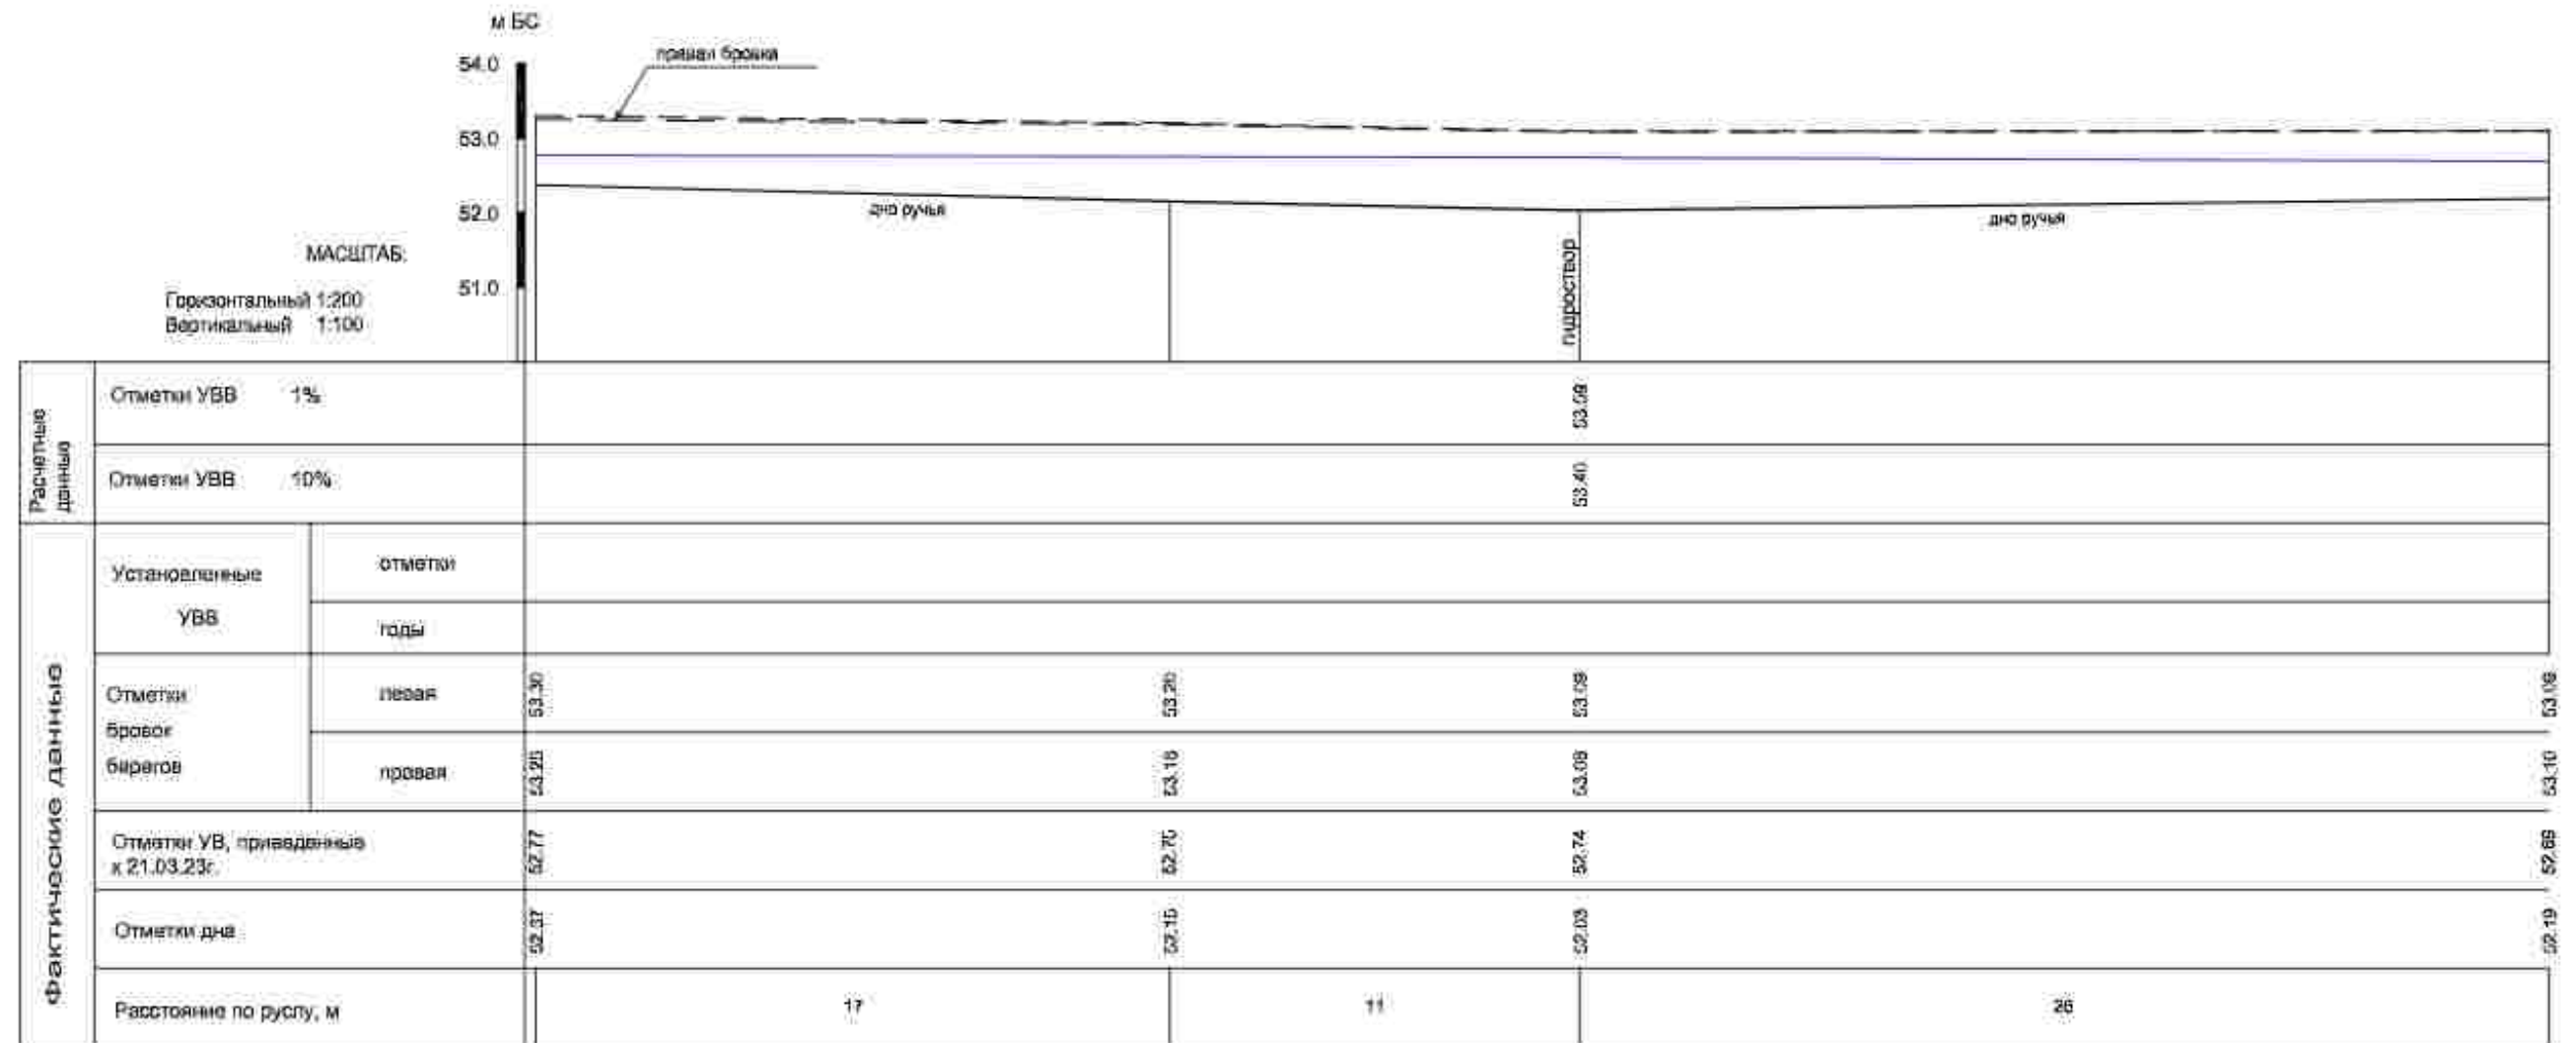 м БС
правая бровка
54.0
53.0
52.0
51.0
дно ручья
дно ручья
гидроствор
МАСШТАБ:
Горизонтальный 1:200
Вертикальный 1:100
Расчетные
данные
Отметки УВВ 1%
53.59
Отметки УВВ 10%
53.40
Фактические данные
Установленные
УВВ
отметки
годы
Отметки
бровок
берегов
левая
53.30
53.20
53.09
53.09
правая
53.25
53.08
53.10
Отметки УВ, приведенные
к 21.03.23г.
52.77
52.74
52.69
Отметки дна
52.37
52.15
52.03
52.19
Расстояние по руслу, м
17
11
26